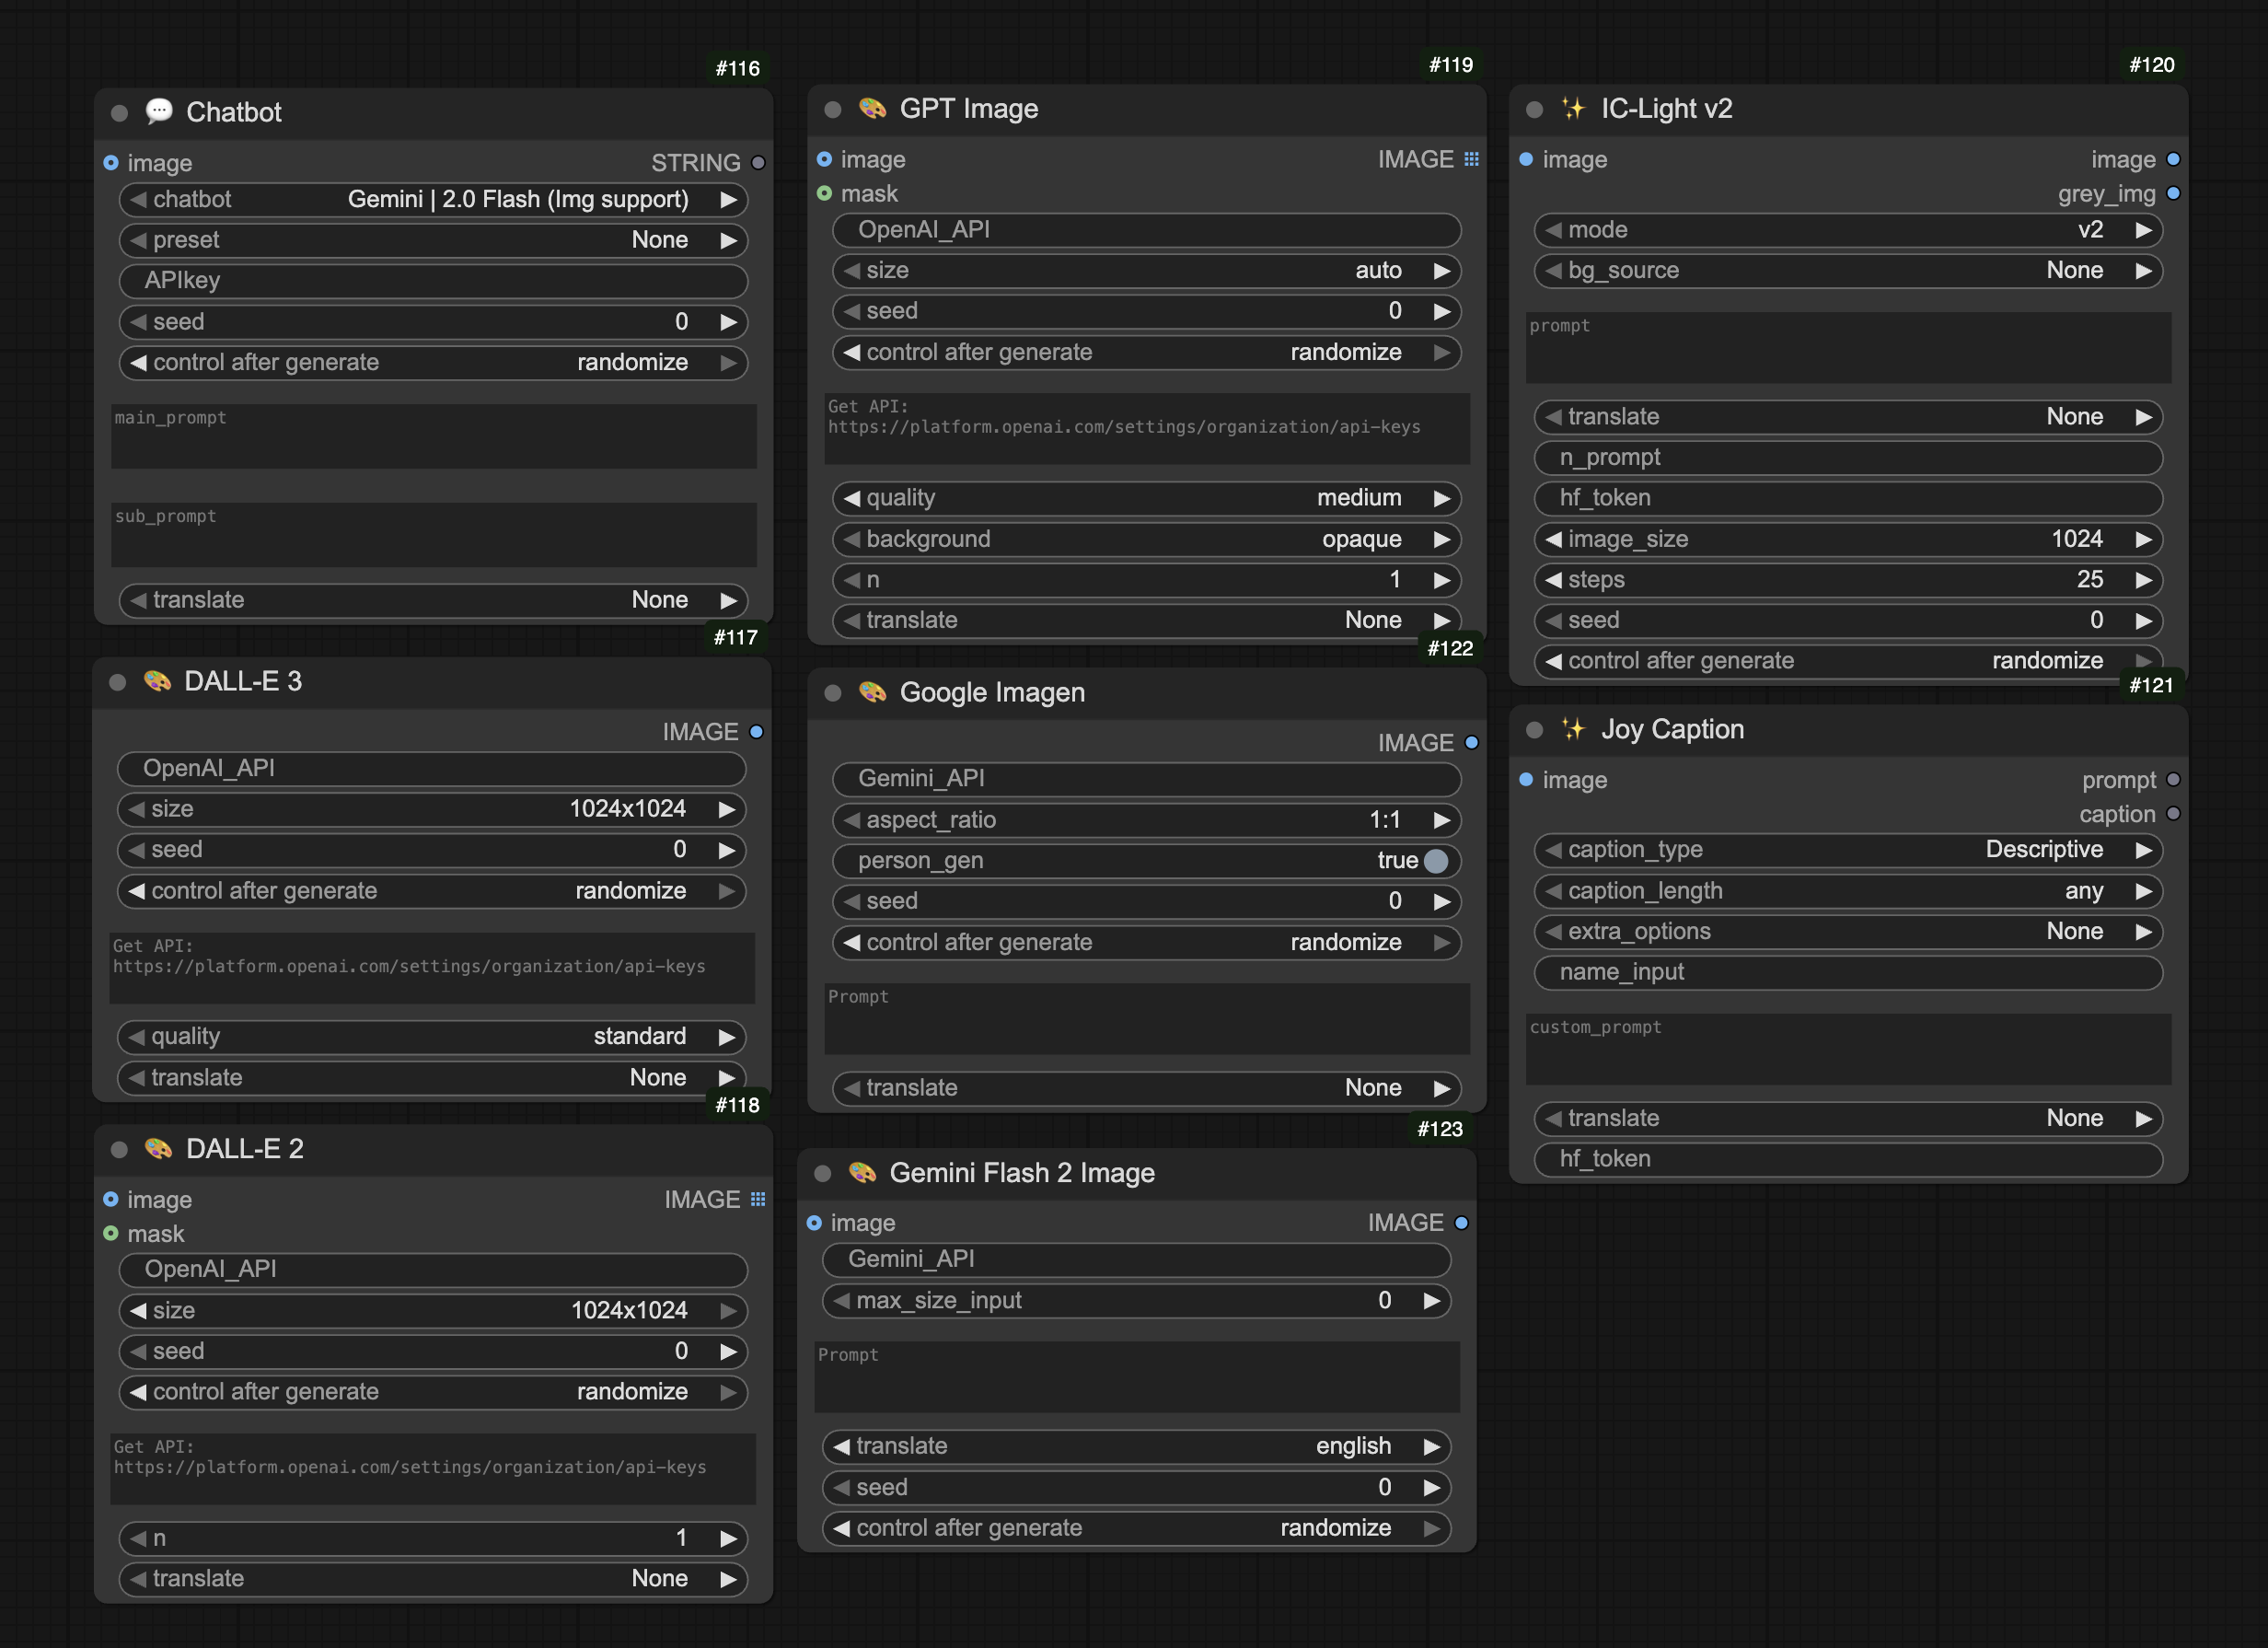 #116
Chatbot
image STRING
chatbot Gemini | 2.0 Flash (Img support)
preset None
APIkey
seed 0
control after generate randomize
main_prompt
sub_prompt
translate None
#117
DALL-E 3
IMAGE
OpenAI_API
size 1024x1024
seed 0
control after generate randomize
Get API:
https://platform.openai.com/settings/organization/api-keys
quality standard
translate None
#118
DALL-E 2
image IMAGE
mask
OpenAI_API
size 1024x1024
seed 0
control after generate randomize
Get API:
https://platform.openai.com/settings/organization/api-keys
n 1
translate None
#119
GPT Image
image IMAGE
mask
OpenAI_API
size auto
seed 0
control after generate randomize
Get API:
https://platform.openai.com/settings/organization/api-keys
quality medium
background opaque
n 1
translate None
#122
Google Imagen
IMAGE
Gemini_API
aspect_ratio 1:1
person_gen true
seed 0
control after generate randomize
Prompt
translate None
#123
Gemini Flash 2 Image
image IMAGE
Gemini_API
max_size_input 0
Prompt
translate english
seed 0
control after generate randomize
#120
IC-Light v2
image image
grey_img
mode v2
bg_source None
prompt
translate None
n_prompt
hf_token
image_size 1024
steps 25
seed 0
control after generate randomize
#121
Joy Caption
image prompt
caption
caption_type Descriptive
caption_length any
extra_options None
name_input
custom_prompt
translate None
hf_token